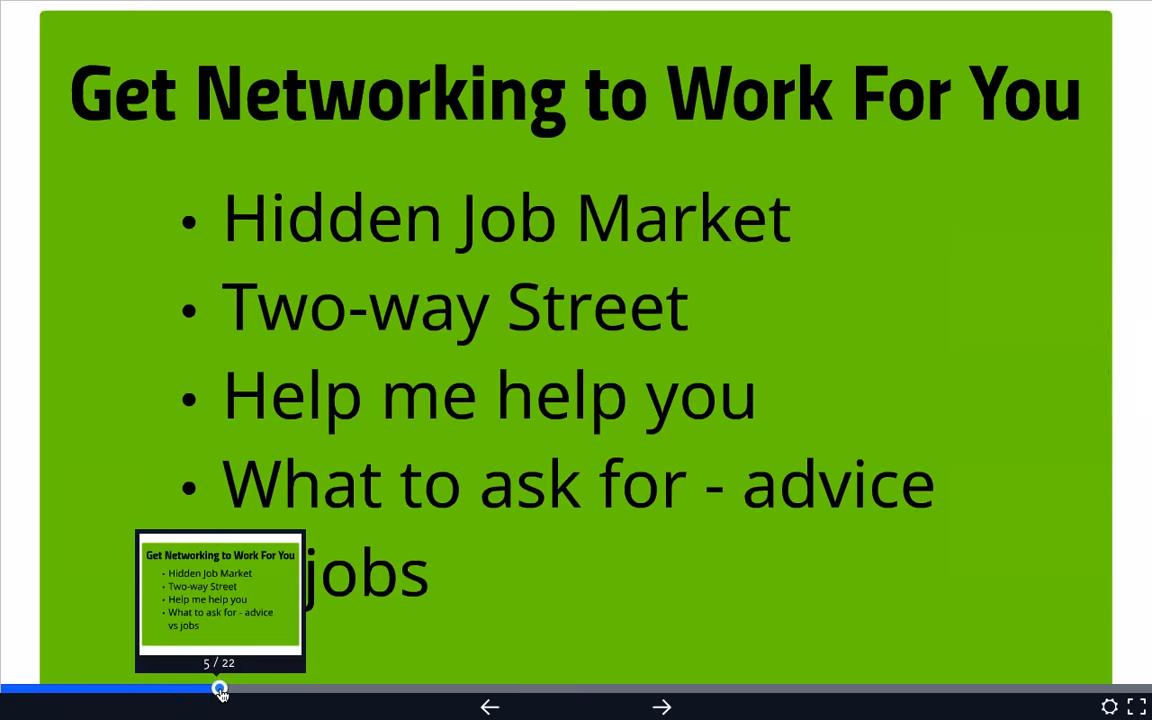 Get Networking to Work For You
• Hidden Job Market
• Two-way Street
• Help me help you
• What to ask for - advice
jobs
Get Networking to Work For You
• Hidden Job Market
• Two-way Street
• Help me help you
• What to ask for - advice
vs jobs
5 / 22